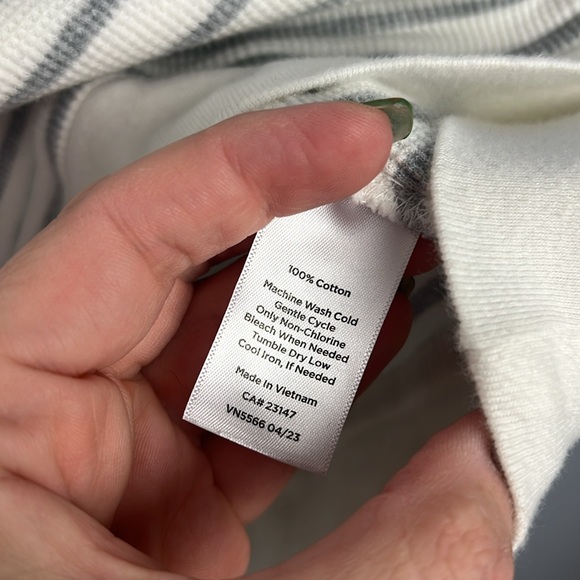 100% Cotton
Machine Wash Cold
Gentle Cycle
Only Non-Chlorine
Bleach When Needed
Tumble Dry Low
Cool Iron, If Needed
Made In Vietnam
CA# 23147
VN5566 04/23